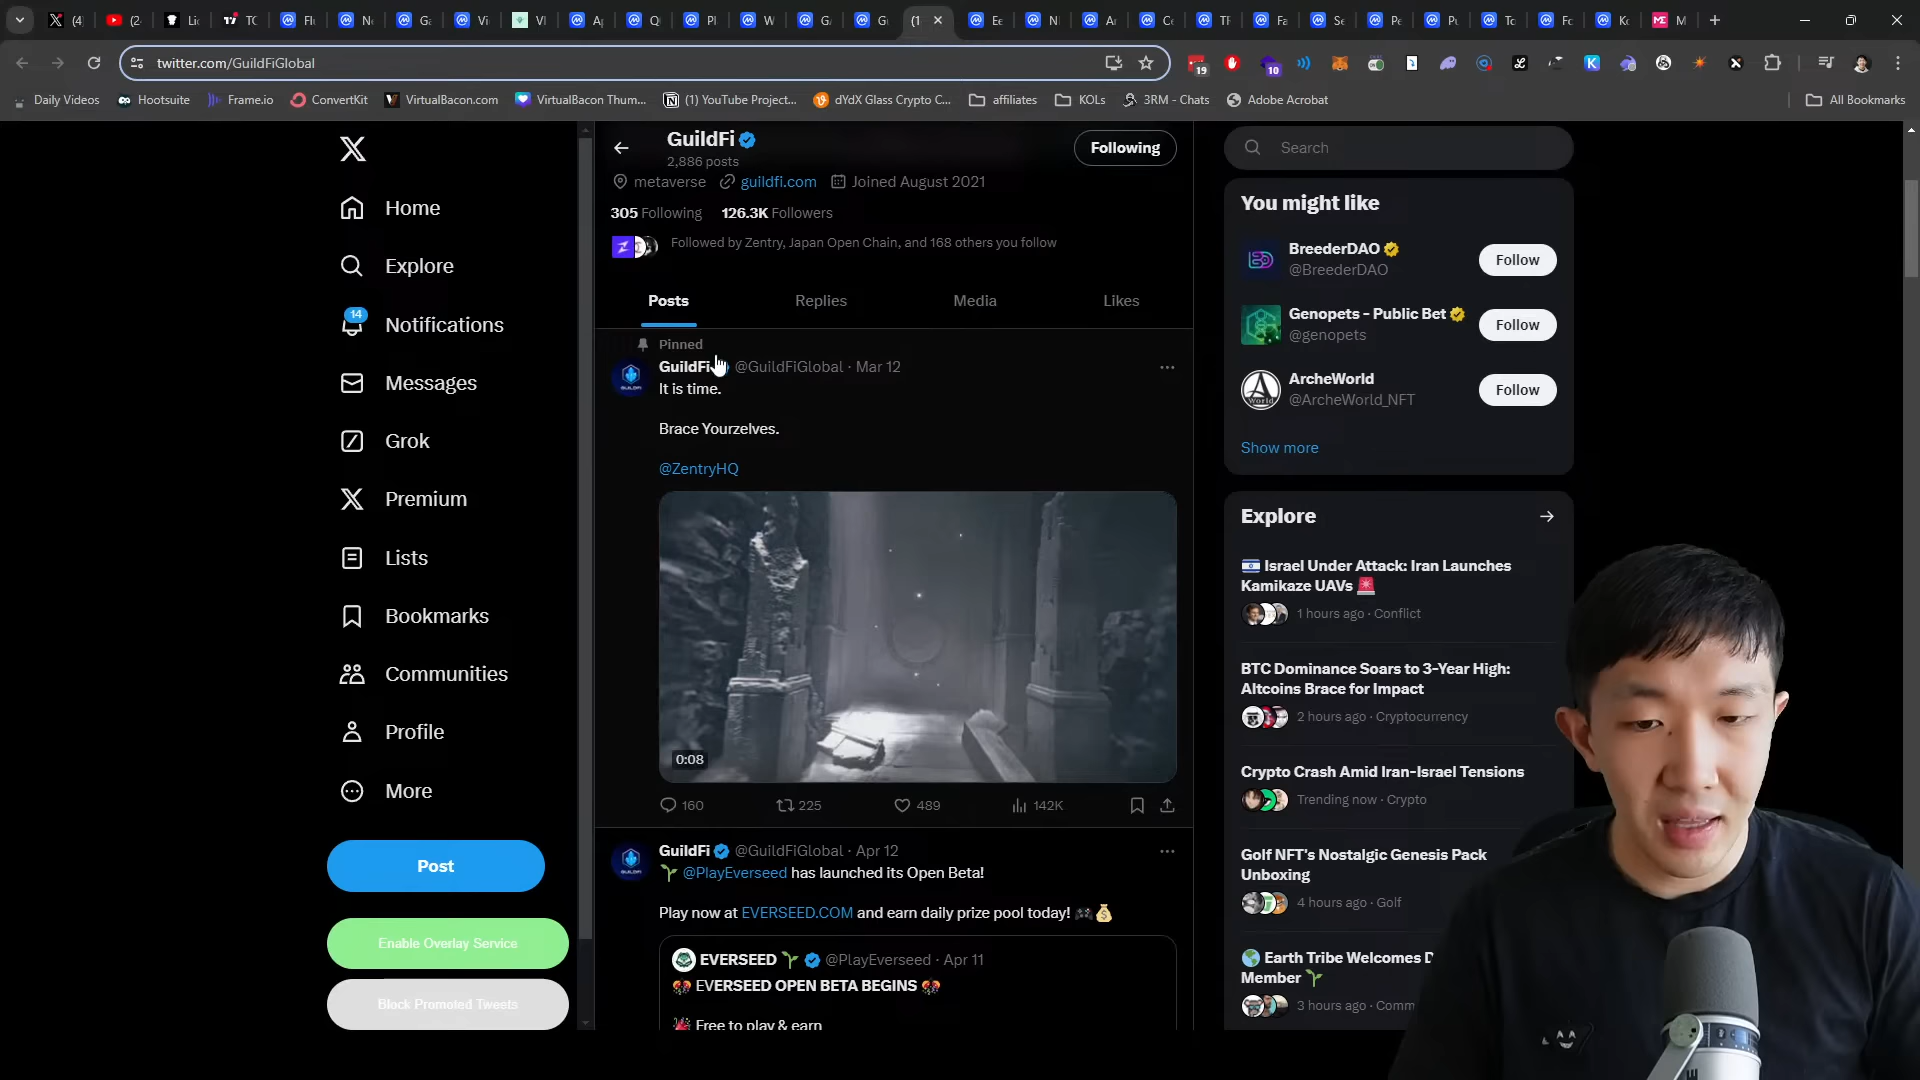 twitter.com/GuildFiGlobal
19
10
Daily Videos
Hootsuite
Frame.io
ConvertKit
VirtualBacon.com
VirtualBacon Thum...
(1) YouTube Project...
dYdX Glass Crypto C...
affiliates
KOLs
3RM - Chats
Adobe Acrobat
All Bookmarks
Home
Explore
14
Notifications
Messages
Grok
Premium
Lists
Bookmarks
Communities
Profile
More
Post
Enable Overlay Service
Block Promoted Tweets
GuildFi
2,886 posts
Following
metaverse guildfi.com Joined August 2021
305 Following 126.3K Followers
Followed by Zentry, Japan Open Chain, and 168 others you follow
Posts Replies Media Likes
Pinned
GuildFi @GuildFiGlobal · Mar 12
It is time.
Brace Yourzelves.
@ZentryHQ
0:08
160 225 489 142K
GuildFi @GuildFiGlobal · Apr 12
@PlayEverseed has launched its Open Beta!
Play now at EVERSEED.COM and earn daily prize pool today!
EVERSEED @PlayEverseed · Apr 11
EVERSEED OPEN BETA BEGINS
Free to play & earn
Search
You might like
BreederDAO
@BreederDAO
Follow
Genopets - Public Bet
@genopets
Follow
ArcheWorld
@ArcheWorld_NFT
Follow
Show more
Explore
Israel Under Attack: Iran Launches
Kamikaze UAVs
1 hours ago · Conflict
BTC Dominance Soars to 3-Year High:
Altcoins Brace for Impact
2 hours ago · Cryptocurrency
Crypto Crash Amid Iran-Israel Tensions
Trending now · Crypto
Golf NFT's Nostalgic Genesis Pack
Unboxing
4 hours ago · Golf
Earth Tribe Welcomes
Member
3 hours ago · Comm